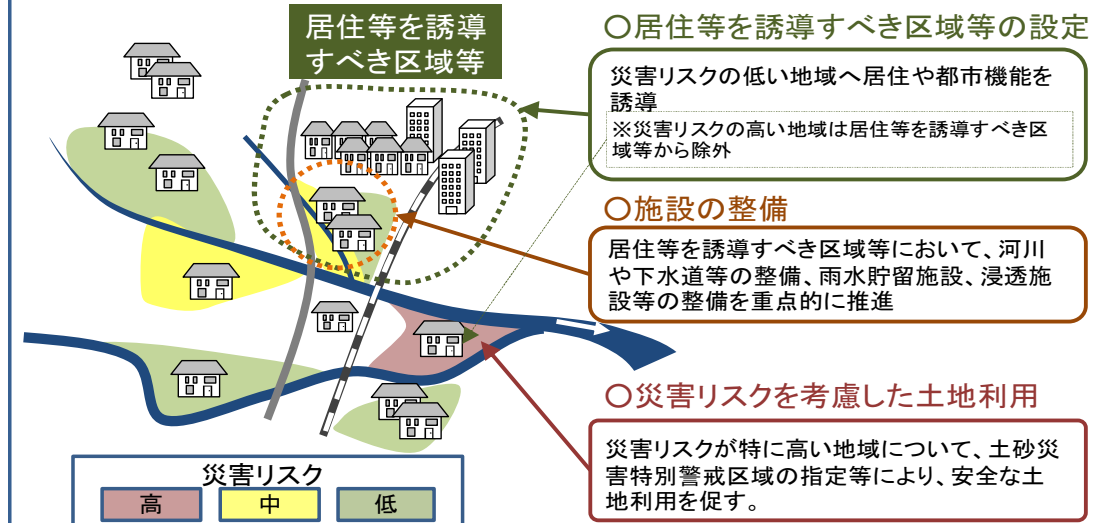 居住等を誘導
すべき区域等
〇居住等を誘導すべき区域等の設定
災害リスクの低い地域へ居住や都市機能を
誘導
※災害リスクの高い地域は居住等を誘導すべき区
域等から除外
〇施設の整備
居住等を誘導すべき区域等において、河川
や下水道等の整備、雨水貯留施設、浸透施
設等の整備を重点的に推進
〇災害リスクを考慮した土地利用
災害リスクが特に高い地域について、土砂災
害特別警戒区域の指定等により、安全な土
地利用を促す。
災害リスク
高
中
低